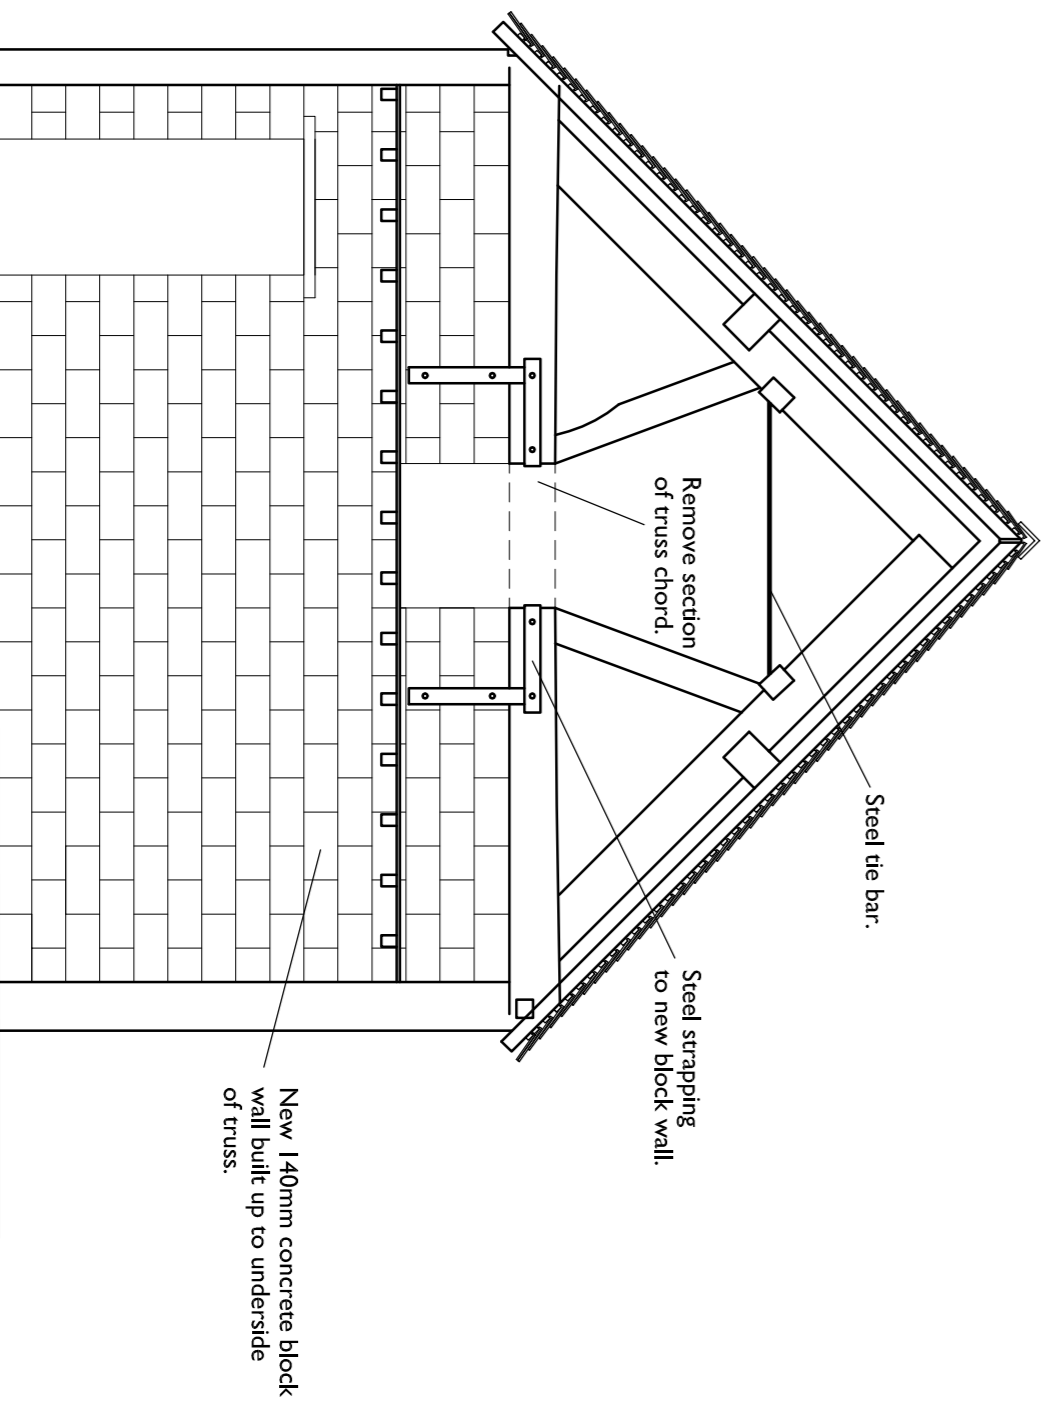 Steel tie bar.
Remove section
of truss chord.
Steel strapping
to new block wall.
New 140mm concrete block
wall built up to underside
of truss.